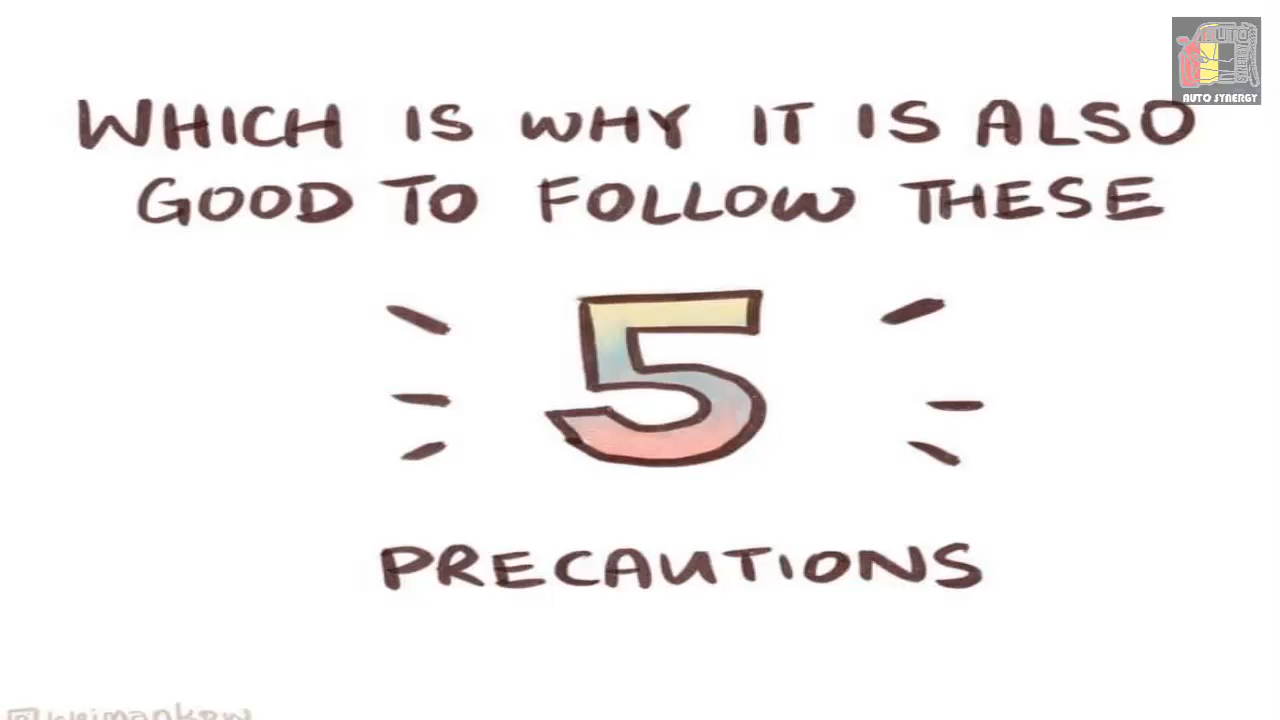 AUTO SYNERGY
WHICH IS WHY IT IS ALSO
GOOD TO FOLLOW THESE
5
PRECAUTIONS